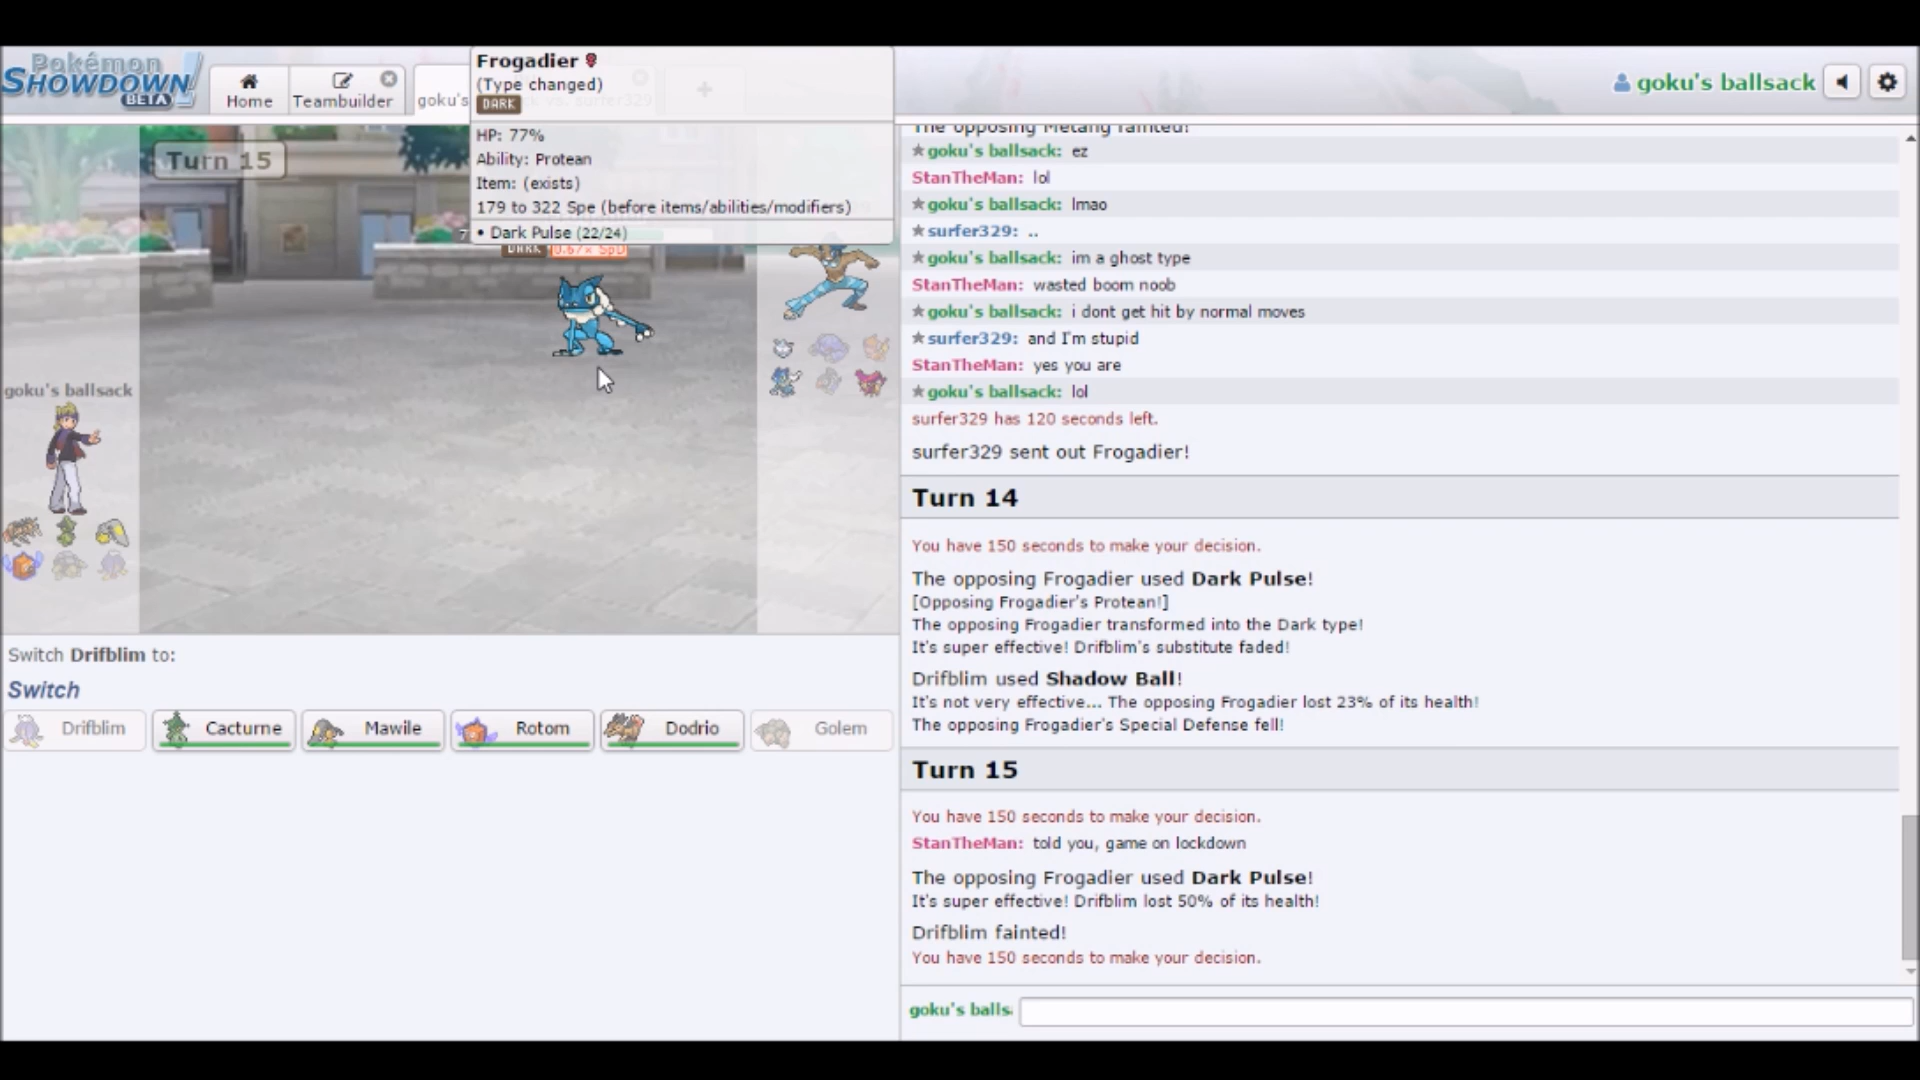 Pokémon
SHOWDOWN!
BETA
Home
Teambuilder
goku's
Frogadier
(Type changed)
DARK
HP: 77%
Ability: Protean
Item: (exists)
179 to 322 Spe (before items/abilities/modifiers)
• Dark Pulse (22/24)
DARK 0.67× SpD
Turn 15
goku's ballsack
goku's ballsack
Switch Drifblim to:
Switch
Drifblim
Cacturne
Mawile
Rotom
Dodrio
Golem
The opposing Metang fainted!
★goku's ballsack: ez
StanTheMan: lol
★goku's ballsack: lmao
★surfer329: ..
★goku's ballsack: im a ghost type
StanTheMan: wasted boom noob
★goku's ballsack: i dont get hit by normal moves
★surfer329: and I'm stupid
StanTheMan: yes you are
★goku's ballsack: lol
surfer329 has 120 seconds left.
surfer329 sent out Frogadier!
Turn 14
You have 150 seconds to make your decision.
The opposing Frogadier used Dark Pulse!
[Opposing Frogadier's Protean!]
The opposing Frogadier transformed into the Dark type!
It's super effective! Drifblim's substitute faded!
Drifblim used Shadow Ball!
It's not very effective... The opposing Frogadier lost 23% of its health!
The opposing Frogadier's Special Defense fell!
Turn 15
You have 150 seconds to make your decision.
StanTheMan: told you, game on lockdown
The opposing Frogadier used Dark Pulse!
It's super effective! Drifblim lost 50% of its health!
Drifblim fainted!
You have 150 seconds to make your decision.
goku's balls